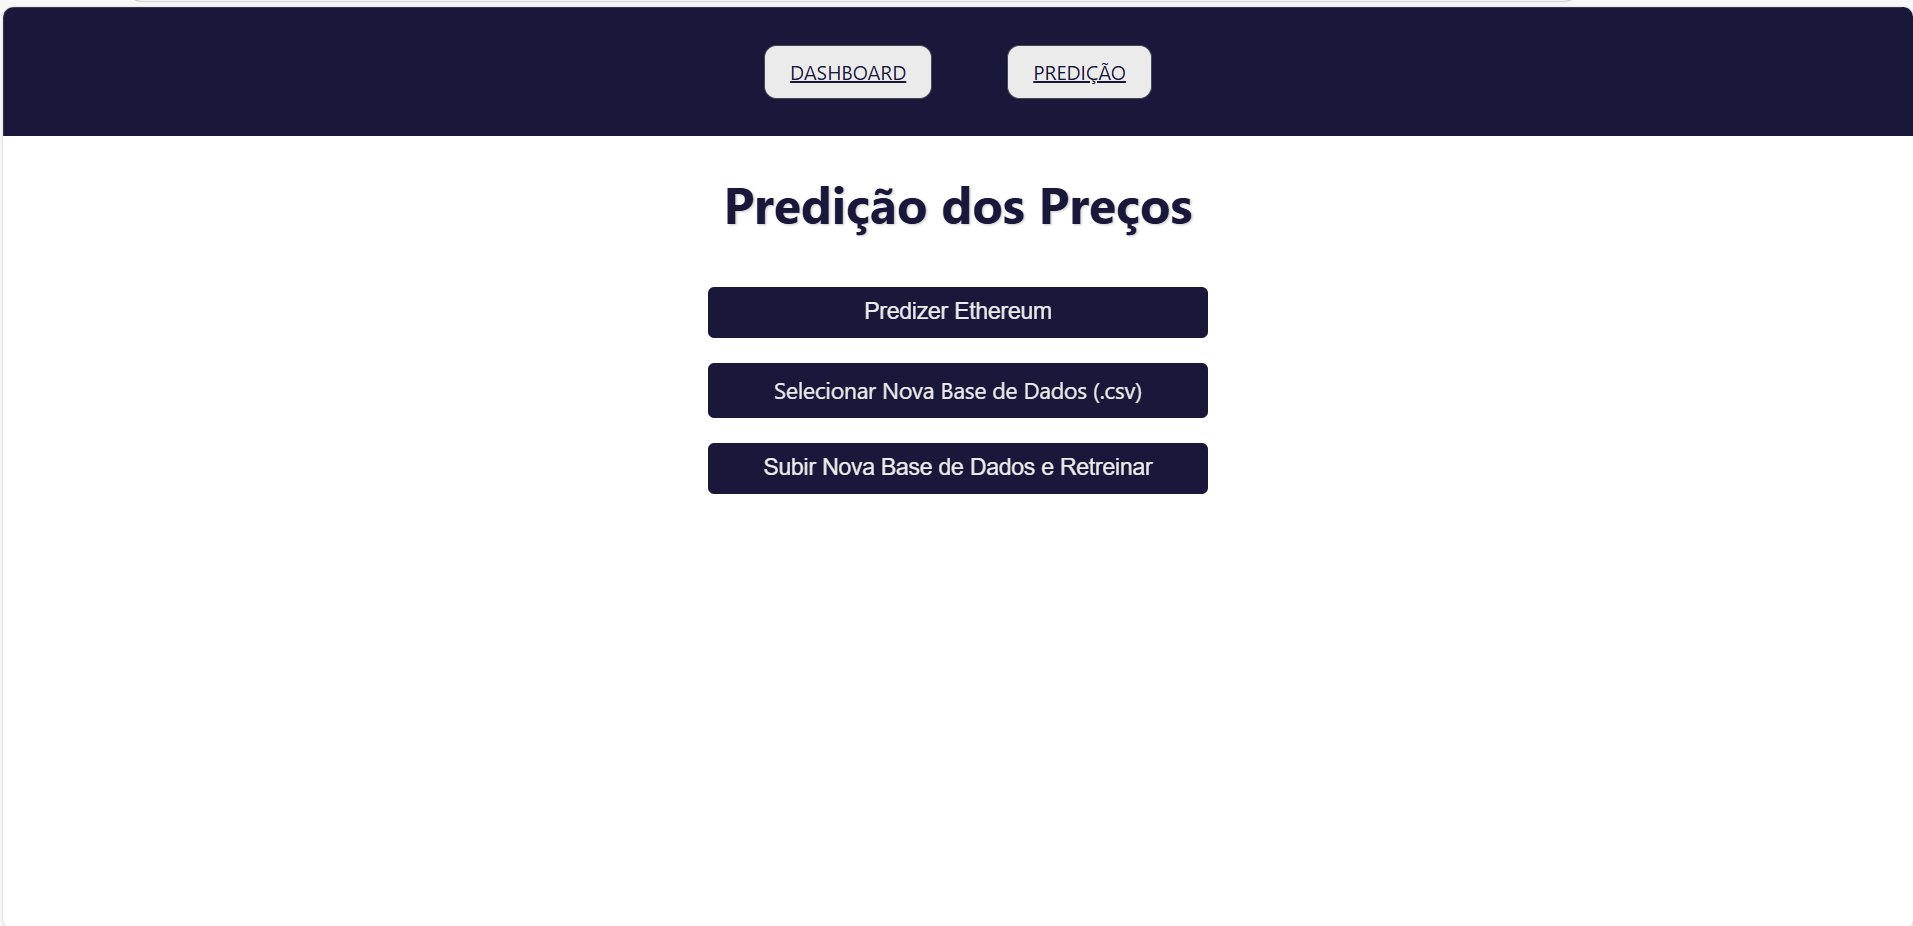 DASHBOARD PREDIÇÃO
Predição dos Preços
Predizer Ethereum
Selecionar Nova Base de Dados (.csv)
Subir Nova Base de Dados e Retreinar